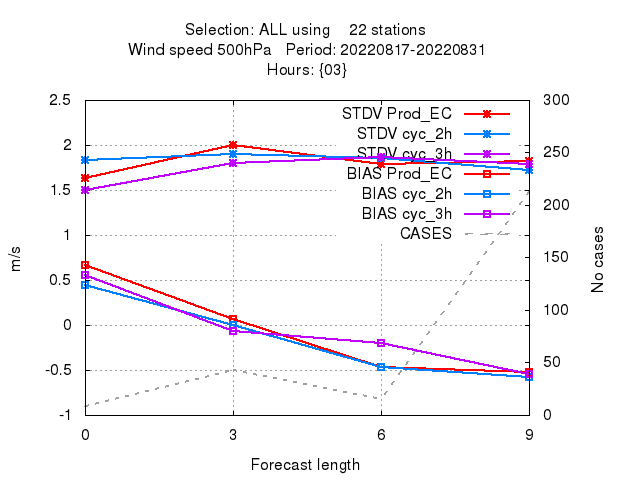 Selection: ALL using 22 stations
Wind speed 500hPa Period: 20220817-20220831
Hours: {03}
2.5
2
1.5
1
0.5
0
-0.5
-1
300
250
200
150
100
50
0
STDV Prod_EC
STDV cyc_2h
STDV cyc_3h
BIAS Prod_EC
BIAS cyc_2h
BIAS cyc_3h
CASES
m/s
No cases
0 3 6 9
Forecast length